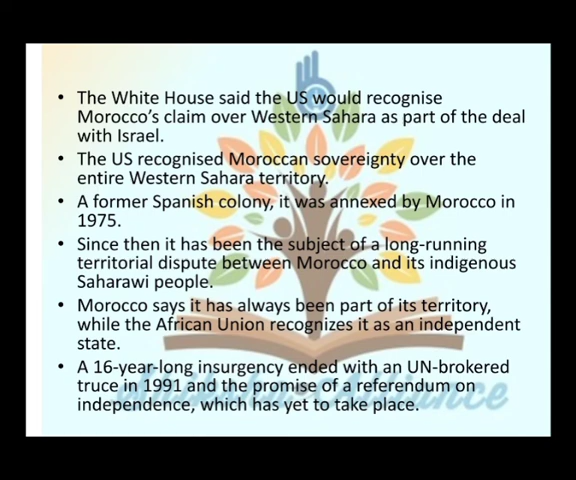 • The White House said the US would recognise
Morocco's claim over Western Sahara as part of the deal
with Israel.
• The US recognised Moroccan sovereignty over the
entire Western Sahara territory.
• A former Spanish colony, it was annexed by Morocco in
1975.
• Since then it has been the subject of a long-running
territorial dispute between Morocco and its indigenous
Saharawi people.
• Morocco says it has always been part of its territory,
while the African Union recognizes it as an independent
state.
• A 16-year-long insurgency ended with an UN-brokered
truce in 1991 and the promise of a referendum on
independence, which has yet to take place.